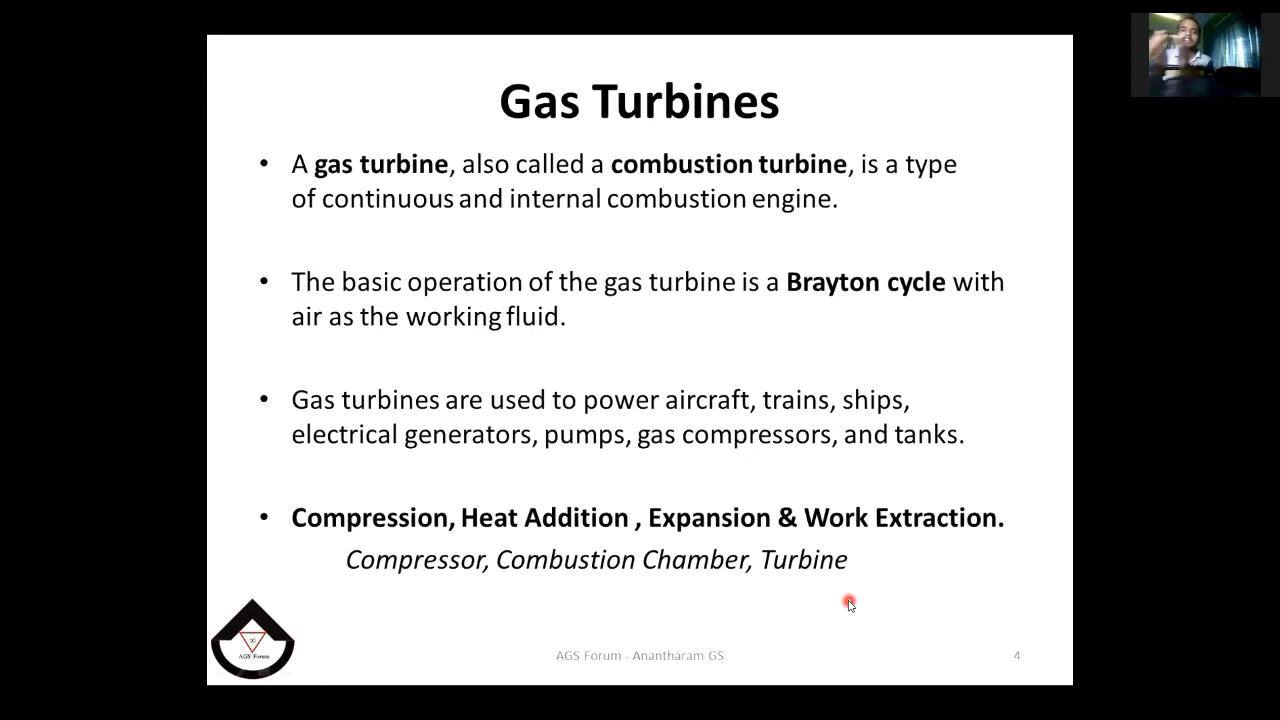 Gas Turbines
• A gas turbine, also called a combustion turbine, is a type
of continuous and internal combustion engine.
• The basic operation of the gas turbine is a Brayton cycle with
air as the working fluid.
• Gas turbines are used to power aircraft, trains, ships,
electrical generators, pumps, gas compressors, and tanks.
• Compression, Heat Addition , Expansion & Work Extraction.
Compressor, Combustion Chamber, Turbine
AGS Forum
AGS Forum - Anantharam GS
4